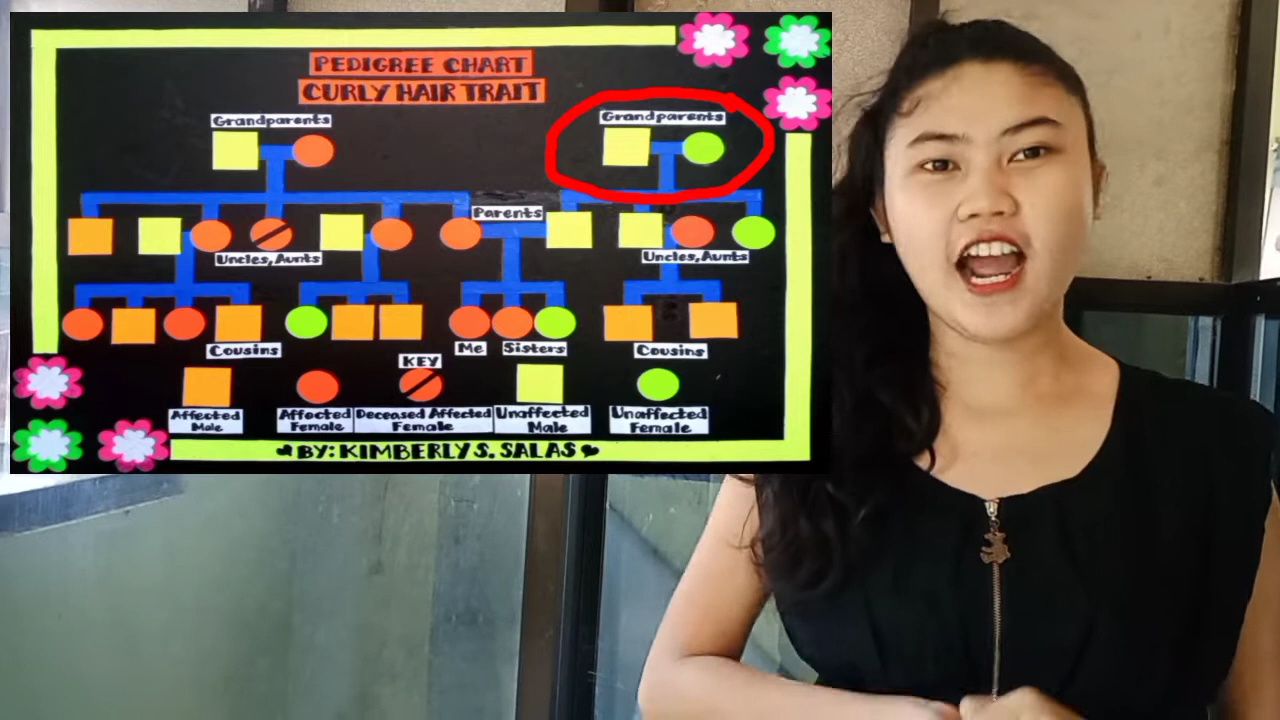 PEDIGREE CHART
CURLY HAIR TRAIT
Grandparents
Grandparents
Parents
Uncles, Aunts
Uncles, Aunts
Cousins
Me
Sisters
Cousins
KEY
Affected
Male
Affected
Female
Deceased Affected
Female
Unaffected
Male
Unaffected
Female
BY: KIMBERLY S. SALAS